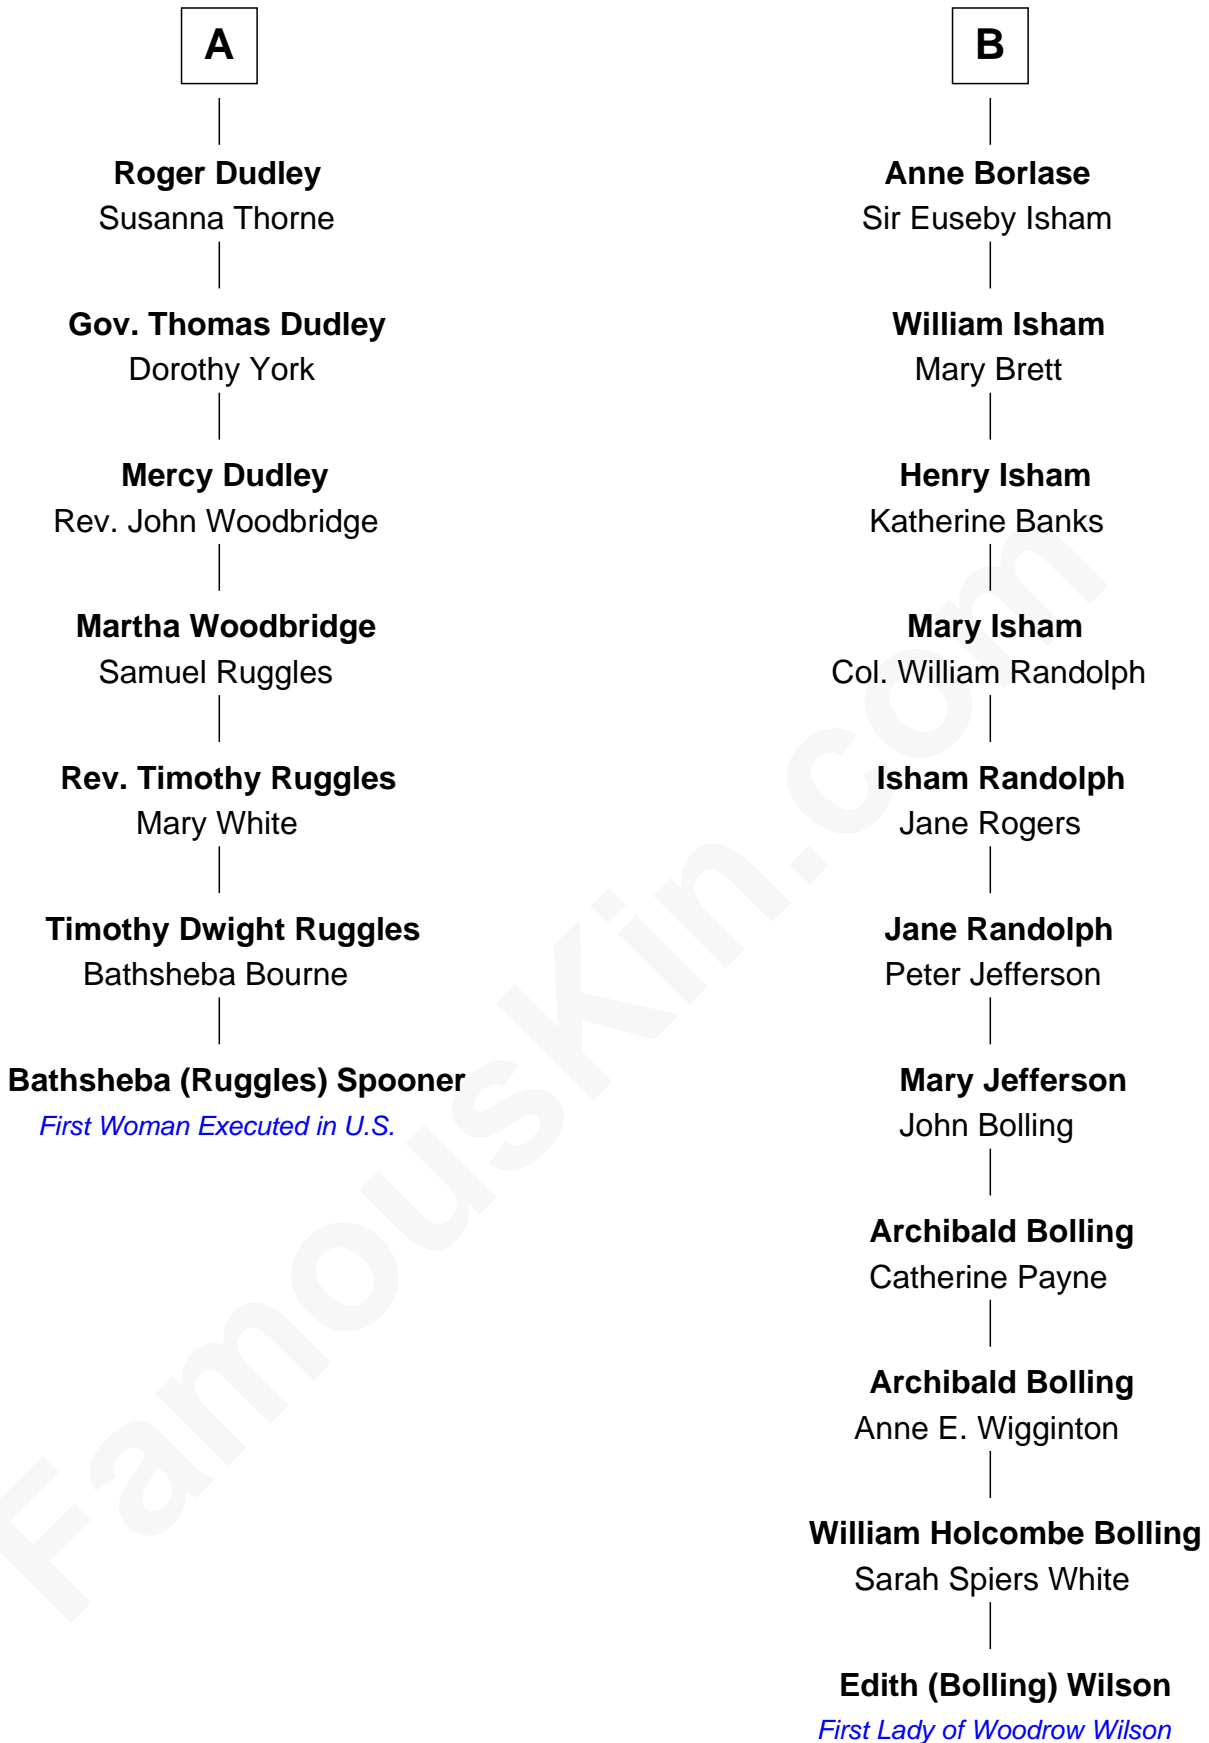 A
Roger Dudley
Susanna Thorne
Gov. Thomas Dudley
Dorothy York
Mercy Dudley
Rev. John Woodbridge
Martha Woodbridge
Samuel Ruggles
Rev. Timothy Ruggles
Mary White
Timothy Dwight Ruggles
Bathsheba Bourne
Bathsheba (Ruggles) Spooner
First Woman Executed in U.S.
B
Anne Borlase
Sir Euseby Isham
William Isham
Mary Brett
Henry Isham
Katherine Banks
Mary Isham
Col. William Randolph
Isham Randolph
Jane Rogers
Jane Randolph
Peter Jefferson
Mary Jefferson
John Bolling
Archibald Bolling
Catherine Payne
Archibald Bolling
Anne E. Wigginton
William Holcombe Bolling
Sarah Spiers White
Edith (Bolling) Wilson
First Lady of Woodrow Wilson
FamousKin.com